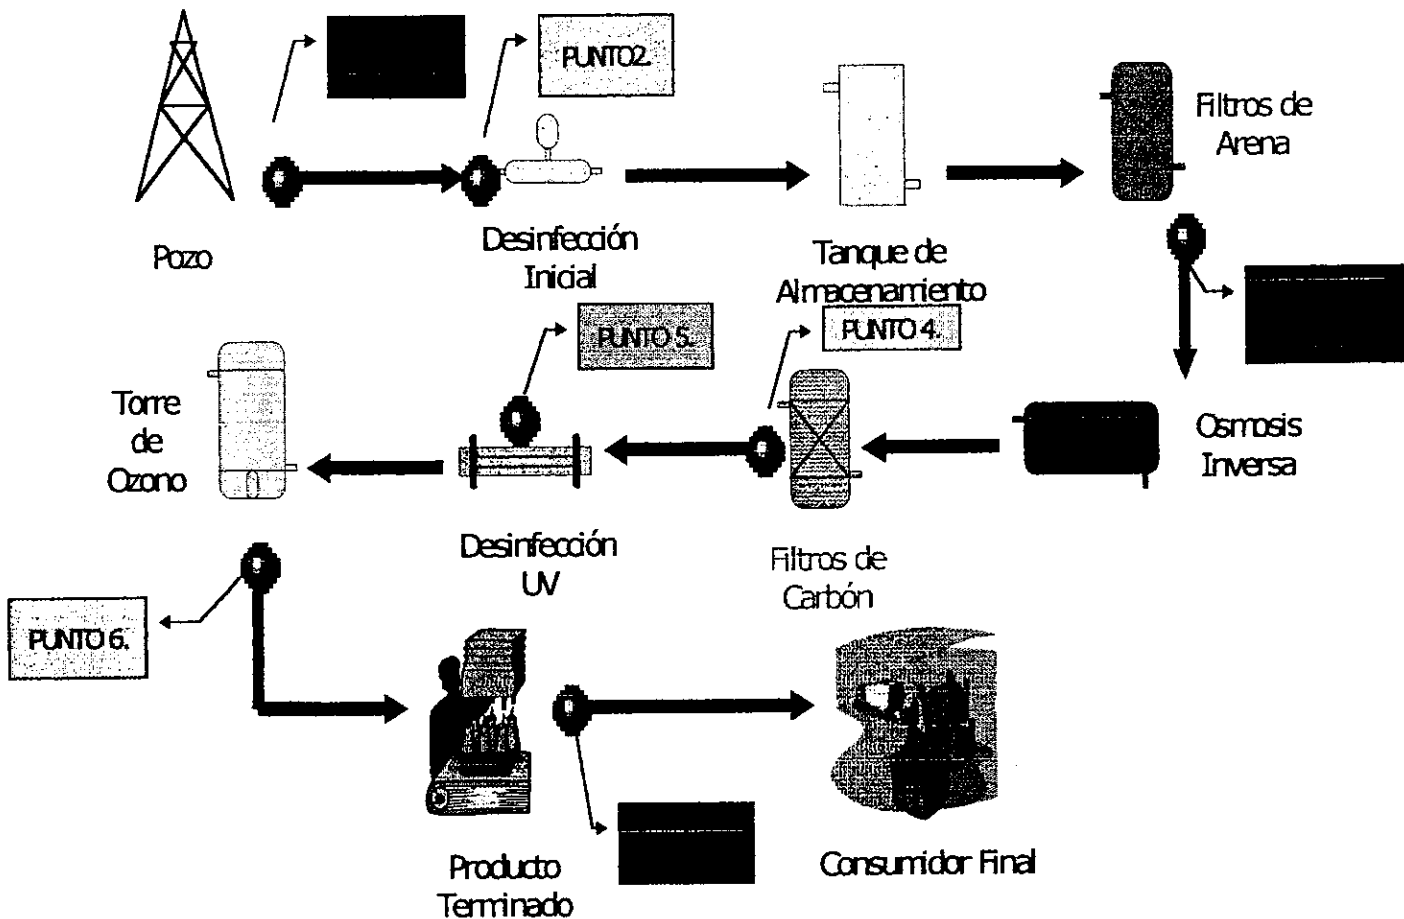 PUNTO2.
Filtros de
Arena
Pozo
Desinfección
Inicial
Tanque de
Almacenamiento
PUNTO 5.
PUNTO 4.
Torre
de
Ozono
Osmosis
Inversa
Desinfección
UV
Filtros de
Carbón
PUNTO 6.
Producto
Terminado
Consumidor Final